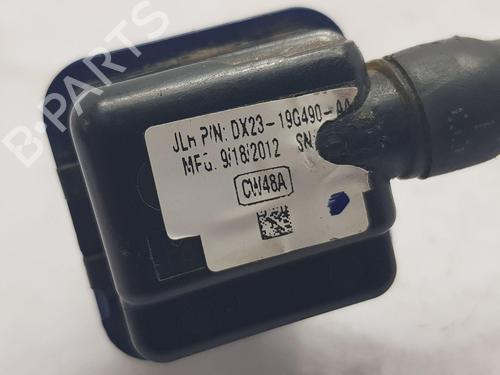 B-PARTS
JLR P/N: DX23-19G490-AA
MFG. 9/18/2012 SN:
CW48A